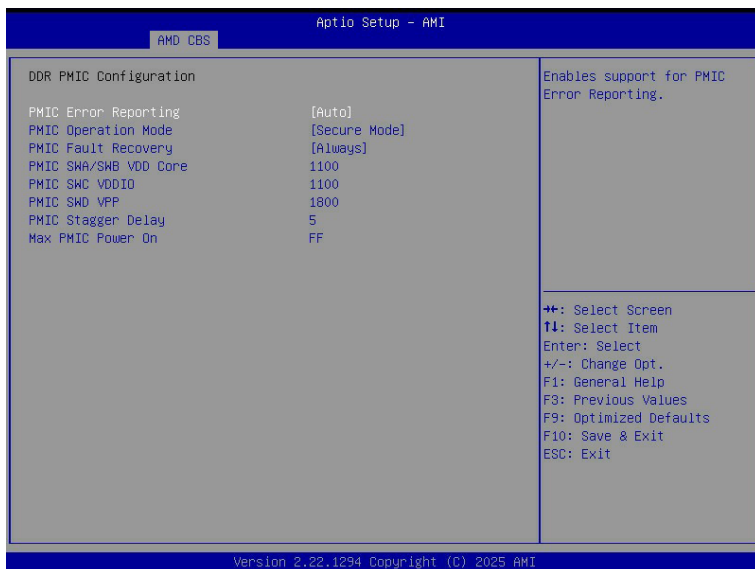 Aptio Setup – AMI
AMD CBS
DDR PMIC Configuration
PMIC Error Reporting [Auto]
PMIC Operation Mode [Secure Mode]
PMIC Fault Recovery [Always]
PMIC SWA/SWB VDD Core 1100
PMIC SWC VDDIO 1100
PMIC SWD VPP 1800
PMIC Stagger Delay 5
Max PMIC Power On FF
Enables support for PMIC
Error Reporting.
→←: Select Screen
↑↓: Select Item
Enter: Select
+/-: Change Opt.
F1: General Help
F3: Previous Values
F9: Optimized Defaults
F10: Save & Exit
ESC: Exit
Version 2.22.1294 Copyright (C) 2025 AMI